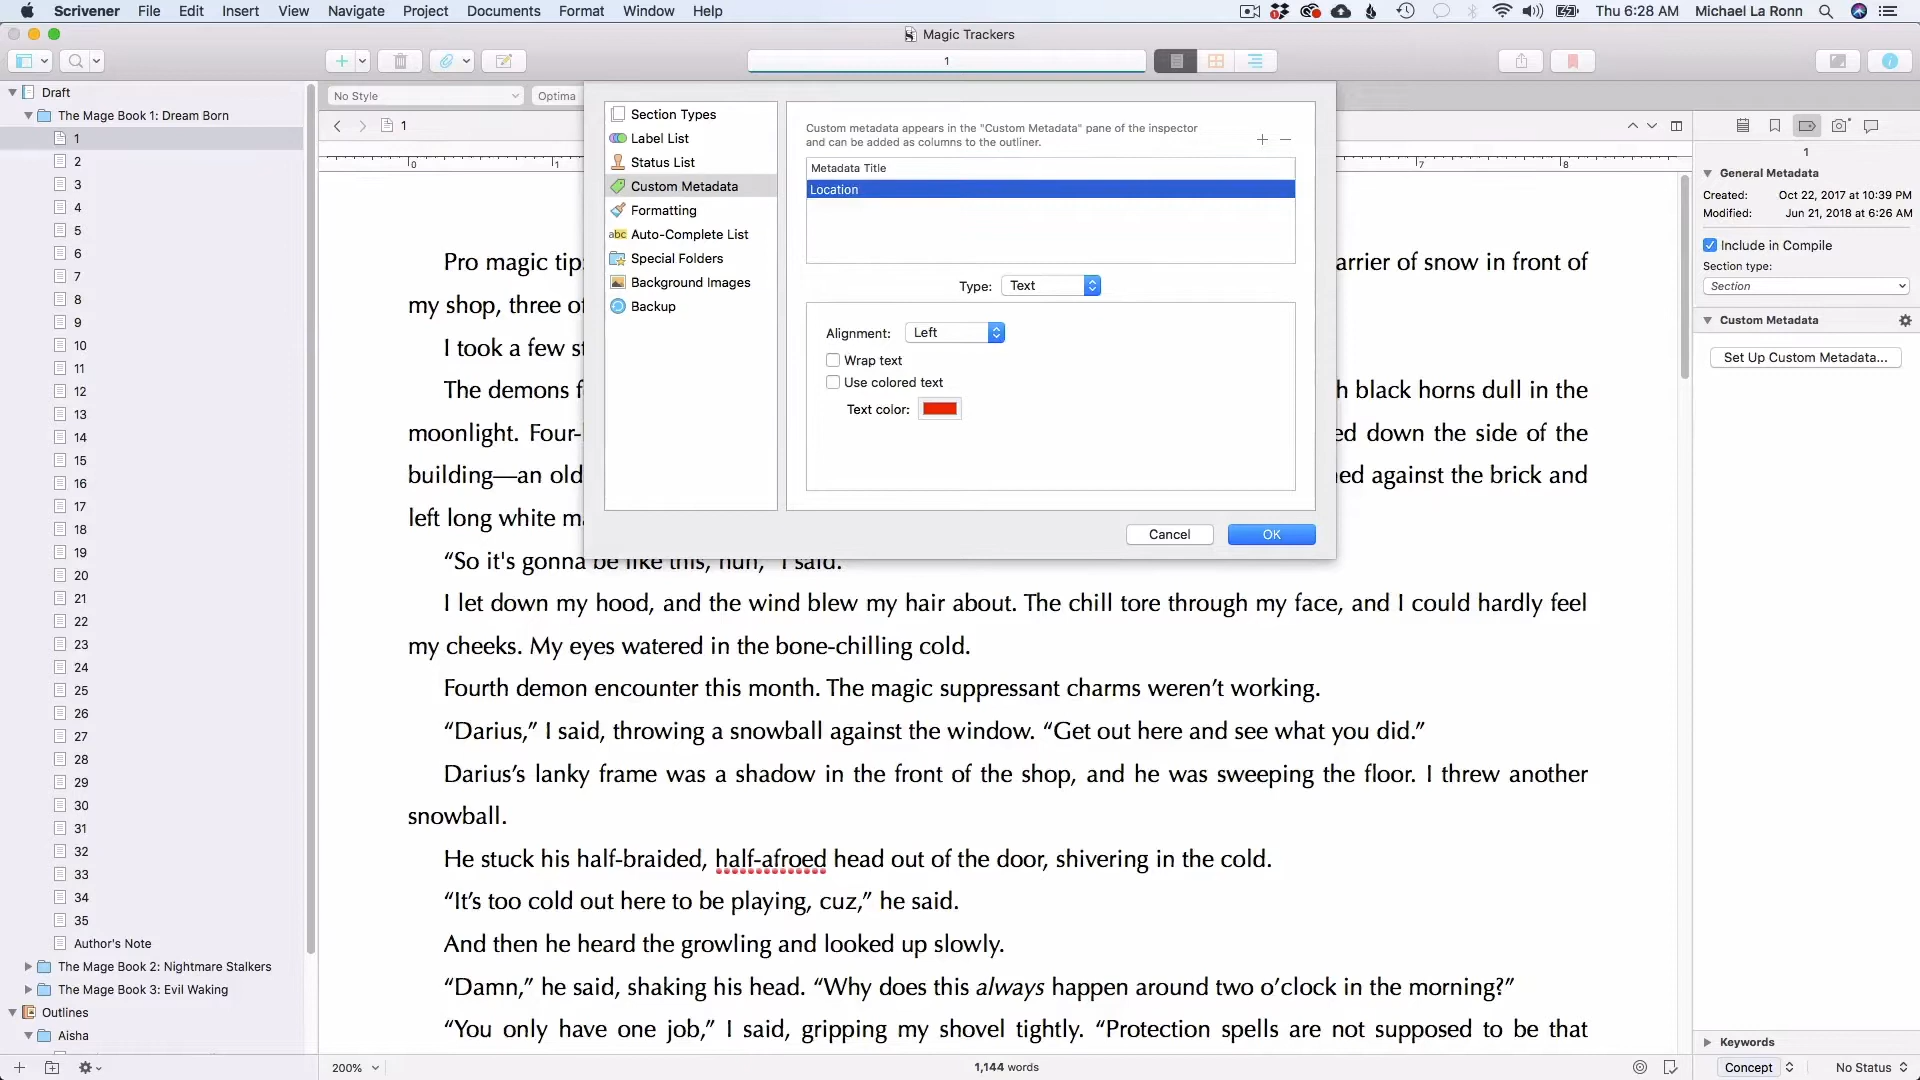 Scrivener File Edit Insert View Navigate Project Documents Format Window Help
Thu 6:28 AM Michael La Ronn
Magic Trackers
1
Draft
The Mage Book 1: Dream Born
1
2
3
4
5
6
7
8
9
10
11
12
13
14
15
16
17
18
19
20
21
22
23
24
25
26
27
28
29
30
31
32
33
34
35
Author's Note
The Mage Book 2: Nightmare Stalkers
The Mage Book 3: Evil Waking
Outlines
Aisha
No Style Optima
1
0 1 7 8
Section Types
Label List
Status List
Custom Metadata
Formatting
abc Auto-Complete List
Special Folders
Background Images
Backup
Custom metadata appears in the "Custom Metadata" pane of the inspector
and can be added as columns to the outliner.
Metadata Title
Location
Type: Text
Alignment: Left
Wrap text
Use colored text
Text color:
Cancel OK
Pro magic tip: arrier of snow in front of
my shop, three of
I took a few st
The demons f h black horns dull in the
moonlight. Four- ed down the side of the
building—an old ned against the brick and
left long white ma
“So it's gonna be like this, huh,” I said.
I let down my hood, and the wind blew my hair about. The chill tore through my face, and I could hardly feel
my cheeks. My eyes watered in the bone-chilling cold.
Fourth demon encounter this month. The magic suppressant charms weren’t working.
“Darius,” I said, throwing a snowball against the window. “Get out here and see what you did.”
Darius’s lanky frame was a shadow in the front of the shop, and he was sweeping the floor. I threw another
snowball.
He stuck his half-braided, half-afroed head out of the door, shivering in the cold.
“It’s too cold out here to be playing, cuz,” he said.
And then he heard the growling and looked up slowly.
“Damn,” he said, shaking his head. “Why does this always happen around two o’clock in the morning?”
“You only have one job,” I said, gripping my shovel tightly. “Protection spells are not supposed to be that
200% 1,144 words
1
General Metadata
Created: Oct 22, 2017 at 10:39 PM
Modified: Jun 21, 2018 at 6:26 AM
Include in Compile
Section type:
Section
Custom Metadata
Set Up Custom Metadata...
Keywords
Concept No Status